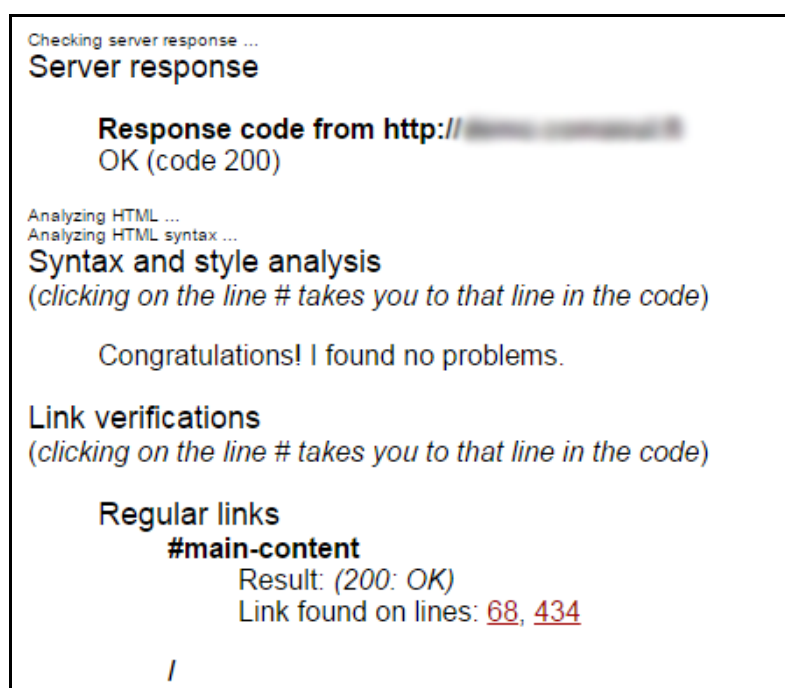 Checking server response ...
Server response
Response code from http://
OK (code 200)
Analyzing HTML ...
Analyzing HTML syntax ...
Syntax and style analysis
(clicking on the line # takes you to that line in the code)
Congratulations! I found no problems.
Link verifications
(clicking on the line # takes you to that line in the code)
Regular links
#main-content
Result: (200: OK)
Link found on lines: 68, 434
/